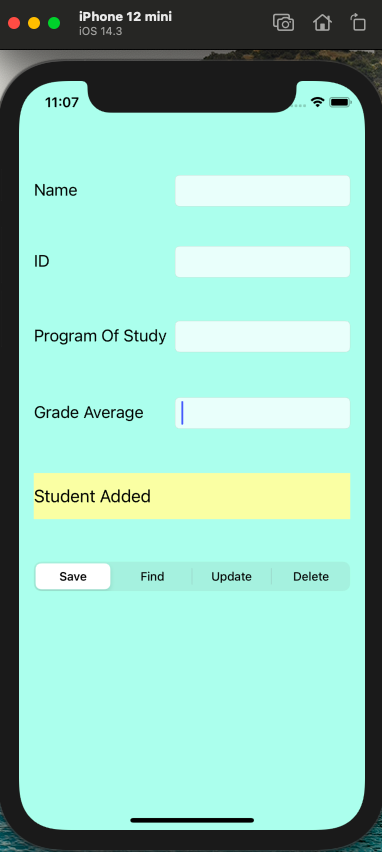 iPhone 12 mini
iOS 14.3
11:07
Name
ID
Program Of Study
Grade Average
Student Added
Save Find Update Delete